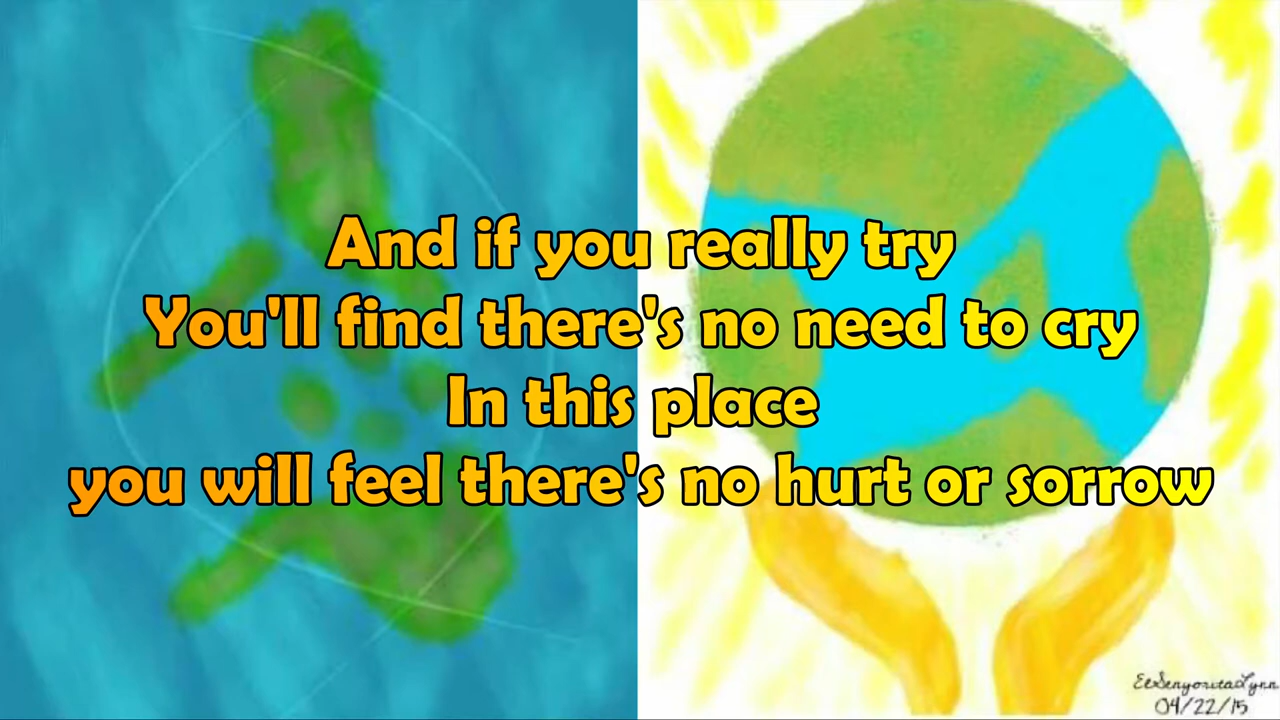 And if you really try
You'll find there's no need to cry
In this place
you will feel there's no hurt or sorrow
ElSenyoritaLynn
04/22/15